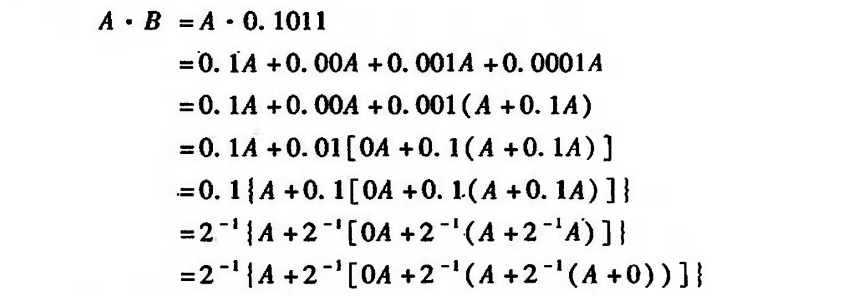 A · B = A · 0.1011
= 0.1A + 0.00A + 0.001A + 0.0001A
= 0.1A + 0.00A + 0.001(A + 0.1A)
= 0.1A + 0.01[0A + 0.1(A + 0.1A)]
= 0.1{A + 0.1[0A + 0.1(A + 0.1A)]}
= 2⁻¹{A + 2⁻¹[0A + 2⁻¹(A + 2⁻¹A)]}
= 2⁻¹{A + 2⁻¹[0A + 2⁻¹(A + 2⁻¹(A + 0))]}